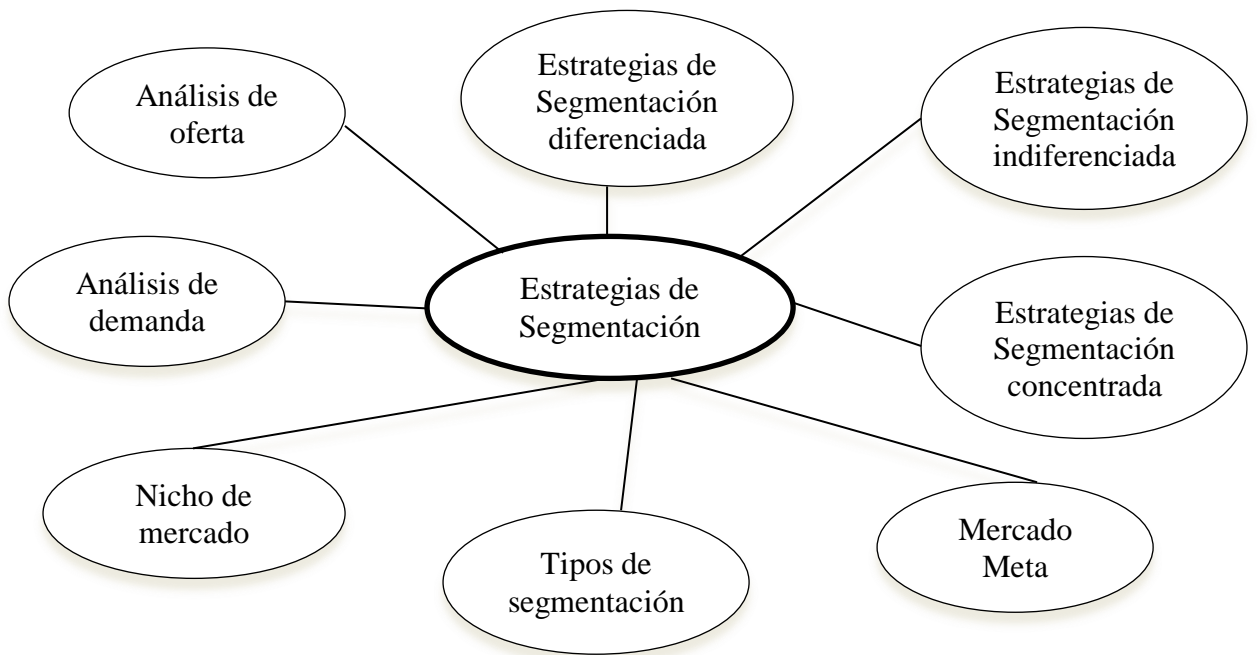 Análisis de
oferta
Estrategias de
Segmentación
diferenciada
Estrategias de
Segmentación
indiferenciada
Análisis de
demanda
Estrategias de
Segmentación
Estrategias de
Segmentación
concentrada
Nicho de
mercado
Tipos de
segmentación
Mercado
Meta